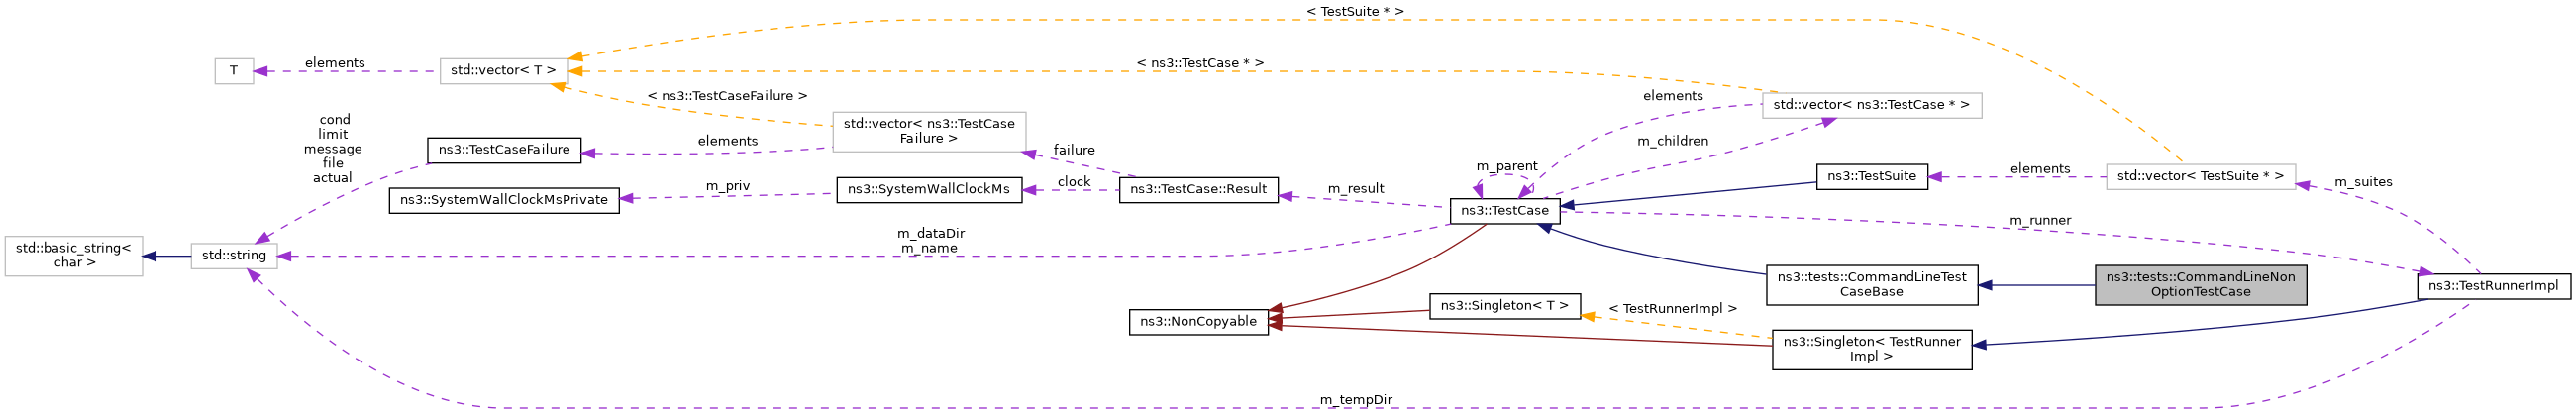 < TestSuite * >
elements
< ns3::TestCase * >
T
std::vector< T >
< ns3::TestCaseFailure >
elements
std::vector< ns3::TestCase * >
cond
limit
message
file
actual
std::vector< ns3::TestCase
Failure >
elements
m_children
ns3::TestCaseFailure
failure
m_parent
elements
ns3::TestSuite
std::vector< TestSuite * >
m_suites
m_priv
clock
m_result
ns3::SystemWallClockMsPrivate
ns3::SystemWallClockMs
ns3::TestCase::Result
ns3::TestCase
m_runner
m_dataDir
m_name
std::basic_string<
char >
std::string
ns3::tests::CommandLineTest
CaseBase
ns3::tests::CommandLineNon
OptionTestCase
ns3::TestRunnerImpl
ns3::Singleton< T >
< TestRunnerImpl >
ns3::NonCopyable
ns3::Singleton< TestRunner
Impl >
m_tempDir